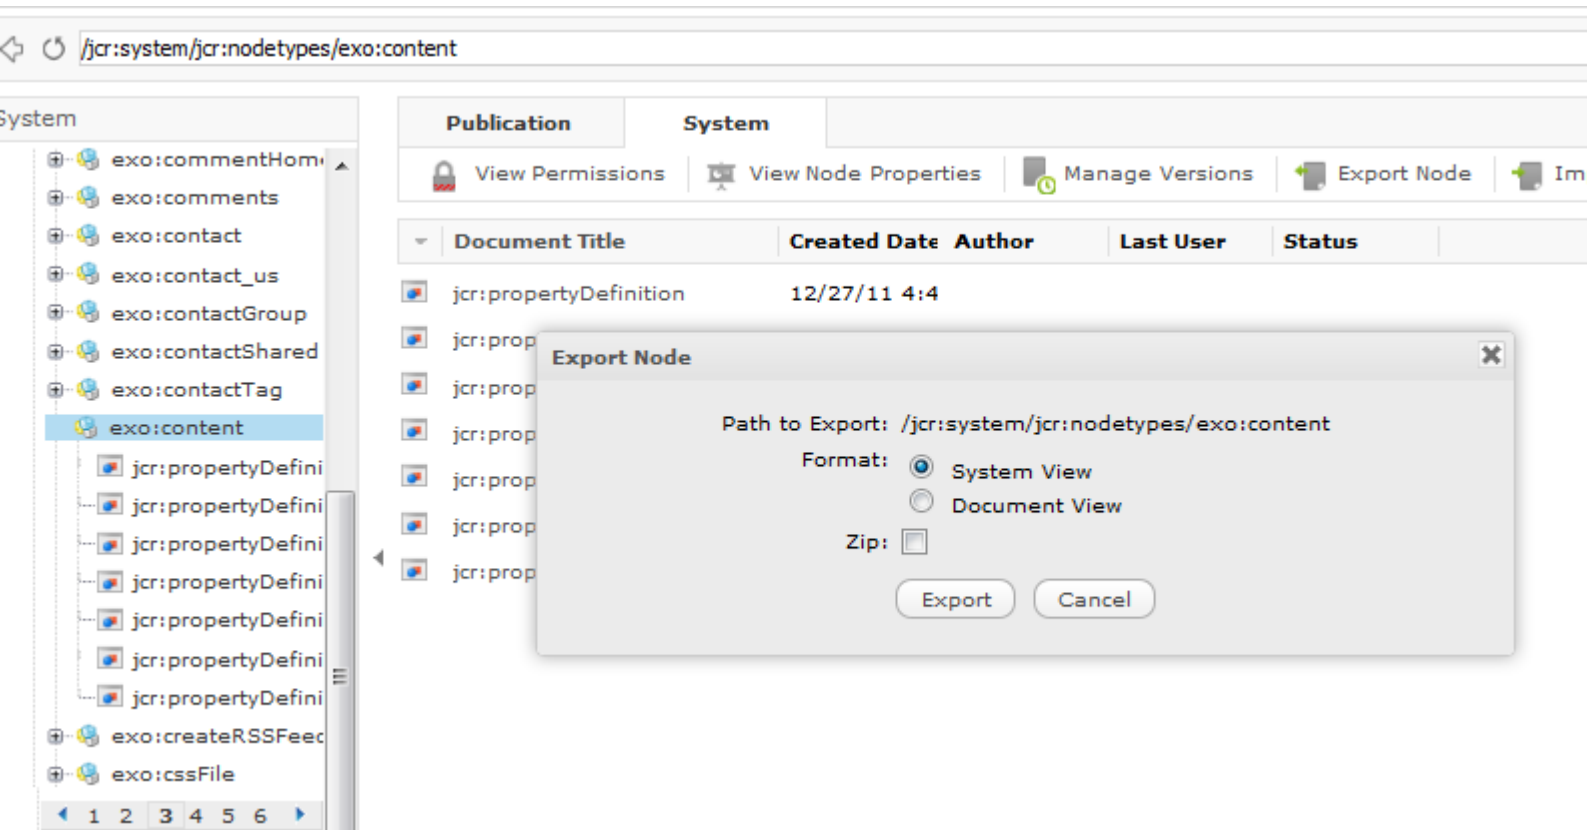 /jcr:system/jcr:nodetypes/exo:content
System
exo:commentHom
exo:comments
exo:contact
exo:contact_us
exo:contactGroup
exo:contactShared
exo:contactTag
exo:content
jcr:propertyDefini
jcr:propertyDefini
jcr:propertyDefini
jcr:propertyDefini
jcr:propertyDefini
jcr:propertyDefini
jcr:propertyDefini
exo:createRSSFeed
exo:cssFile
1 2 3 4 5 6
Publication System
View Permissions View Node Properties Manage Versions Export Node Im
Document Title Created Date Author Last User Status
jcr:propertyDefinition 12/27/11 4:4
jcr:prop
jcr:prop
jcr:prop
jcr:prop
jcr:prop
jcr:prop
Export Node
Path to Export: /jcr:system/jcr:nodetypes/exo:content
Format: System View
Document View
Zip:
Export Cancel